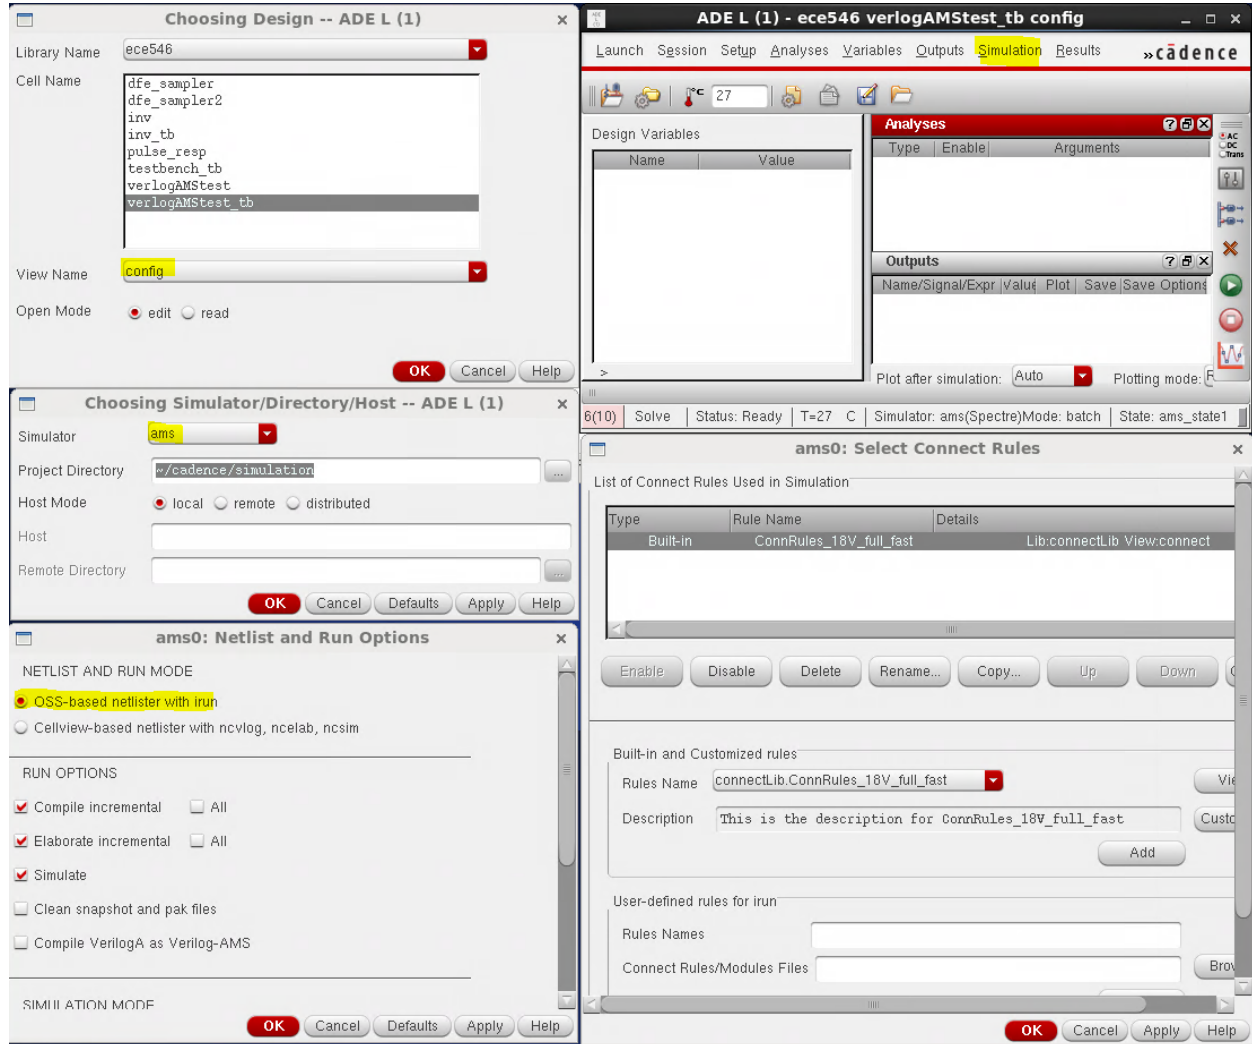 Choosing Design -- ADE L (1)
Library Name
ece546
Cell Name
dfe_sampler
dfe_sampler2
inv
inv_tb
pulse_resp
testbench_tb
verlogAMStest
verlogAMStest_tb
View Name
config
Open Mode
edit
read
OK
Cancel
Help
Choosing Simulator/Directory/Host -- ADE L (1)
Simulator
ams
Project Directory
~/cadence/simulation
...
Host Mode
local
remote
distributed
Host
Remote Directory
...
OK
Cancel
Defaults
Apply
Help
ams0: Netlist and Run Options
NETLIST AND RUN MODE
OSS-based netlister with irun
Cellview-based netlister with ncvlog, ncelab, ncsim
RUN OPTIONS
Compile incremental
All
Elaborate incremental
All
Simulate
Clean snapshot and pak files
Compile VerilogA as Verilog-AMS
SIMULATION MODE
OK
Cancel
Defaults
Apply
Help
ADE L (1) - ece546 verlogAMStest_tb config
Launch Session Setup Analyses Variables Outputs Simulation Results
»cādence
°C
27
Design Variables
Name
Value
>
Analyses
Type
Enable
Arguments
Outputs
Name/Signal/Expr
Value
Plot
Save
Save Options
AC
DC
Trans
Plot after simulation:
Auto
Plotting mode:
R
6(10)
Solve
Status: Ready
T=27 C
Simulator: ams(Spectre)Mode: batch
State: ams_state1
ams0: Select Connect Rules
List of Connect Rules Used in Simulation
Type
Rule Name
Details
Built-in
ConnRules_18V_full_fast
Lib:connectLib View:connect
Enable
Disable
Delete
Rename...
Copy...
Up
Down
Built-in and Customized rules
Rules Name
connectLib.ConnRules_18V_full_fast
Vie
Description
This is the description for ConnRules_18V_full_fast
Custo
Add
User-defined rules for irun
Rules Names
Connect Rules/Modules Files
Brow
OK
Cancel
Apply
Help